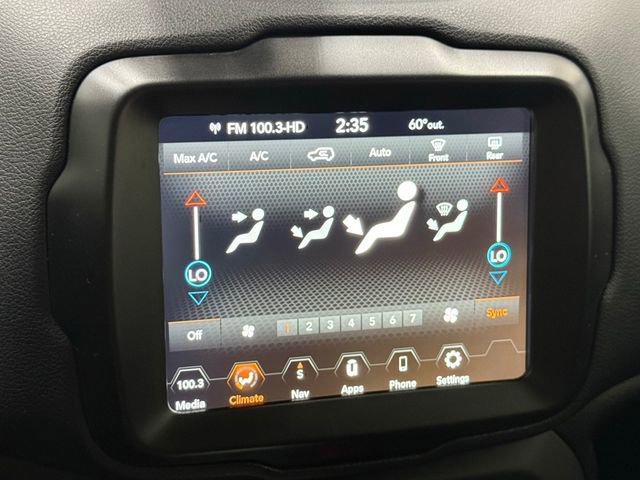 FM 100.3-HD 2:35 60°out.
Max A/C A/C Auto Front Rear
LO LO
Off 1 2 3 4 5 6 7 Sync
100.3 S
Media Climate Nav Apps Phone Settings